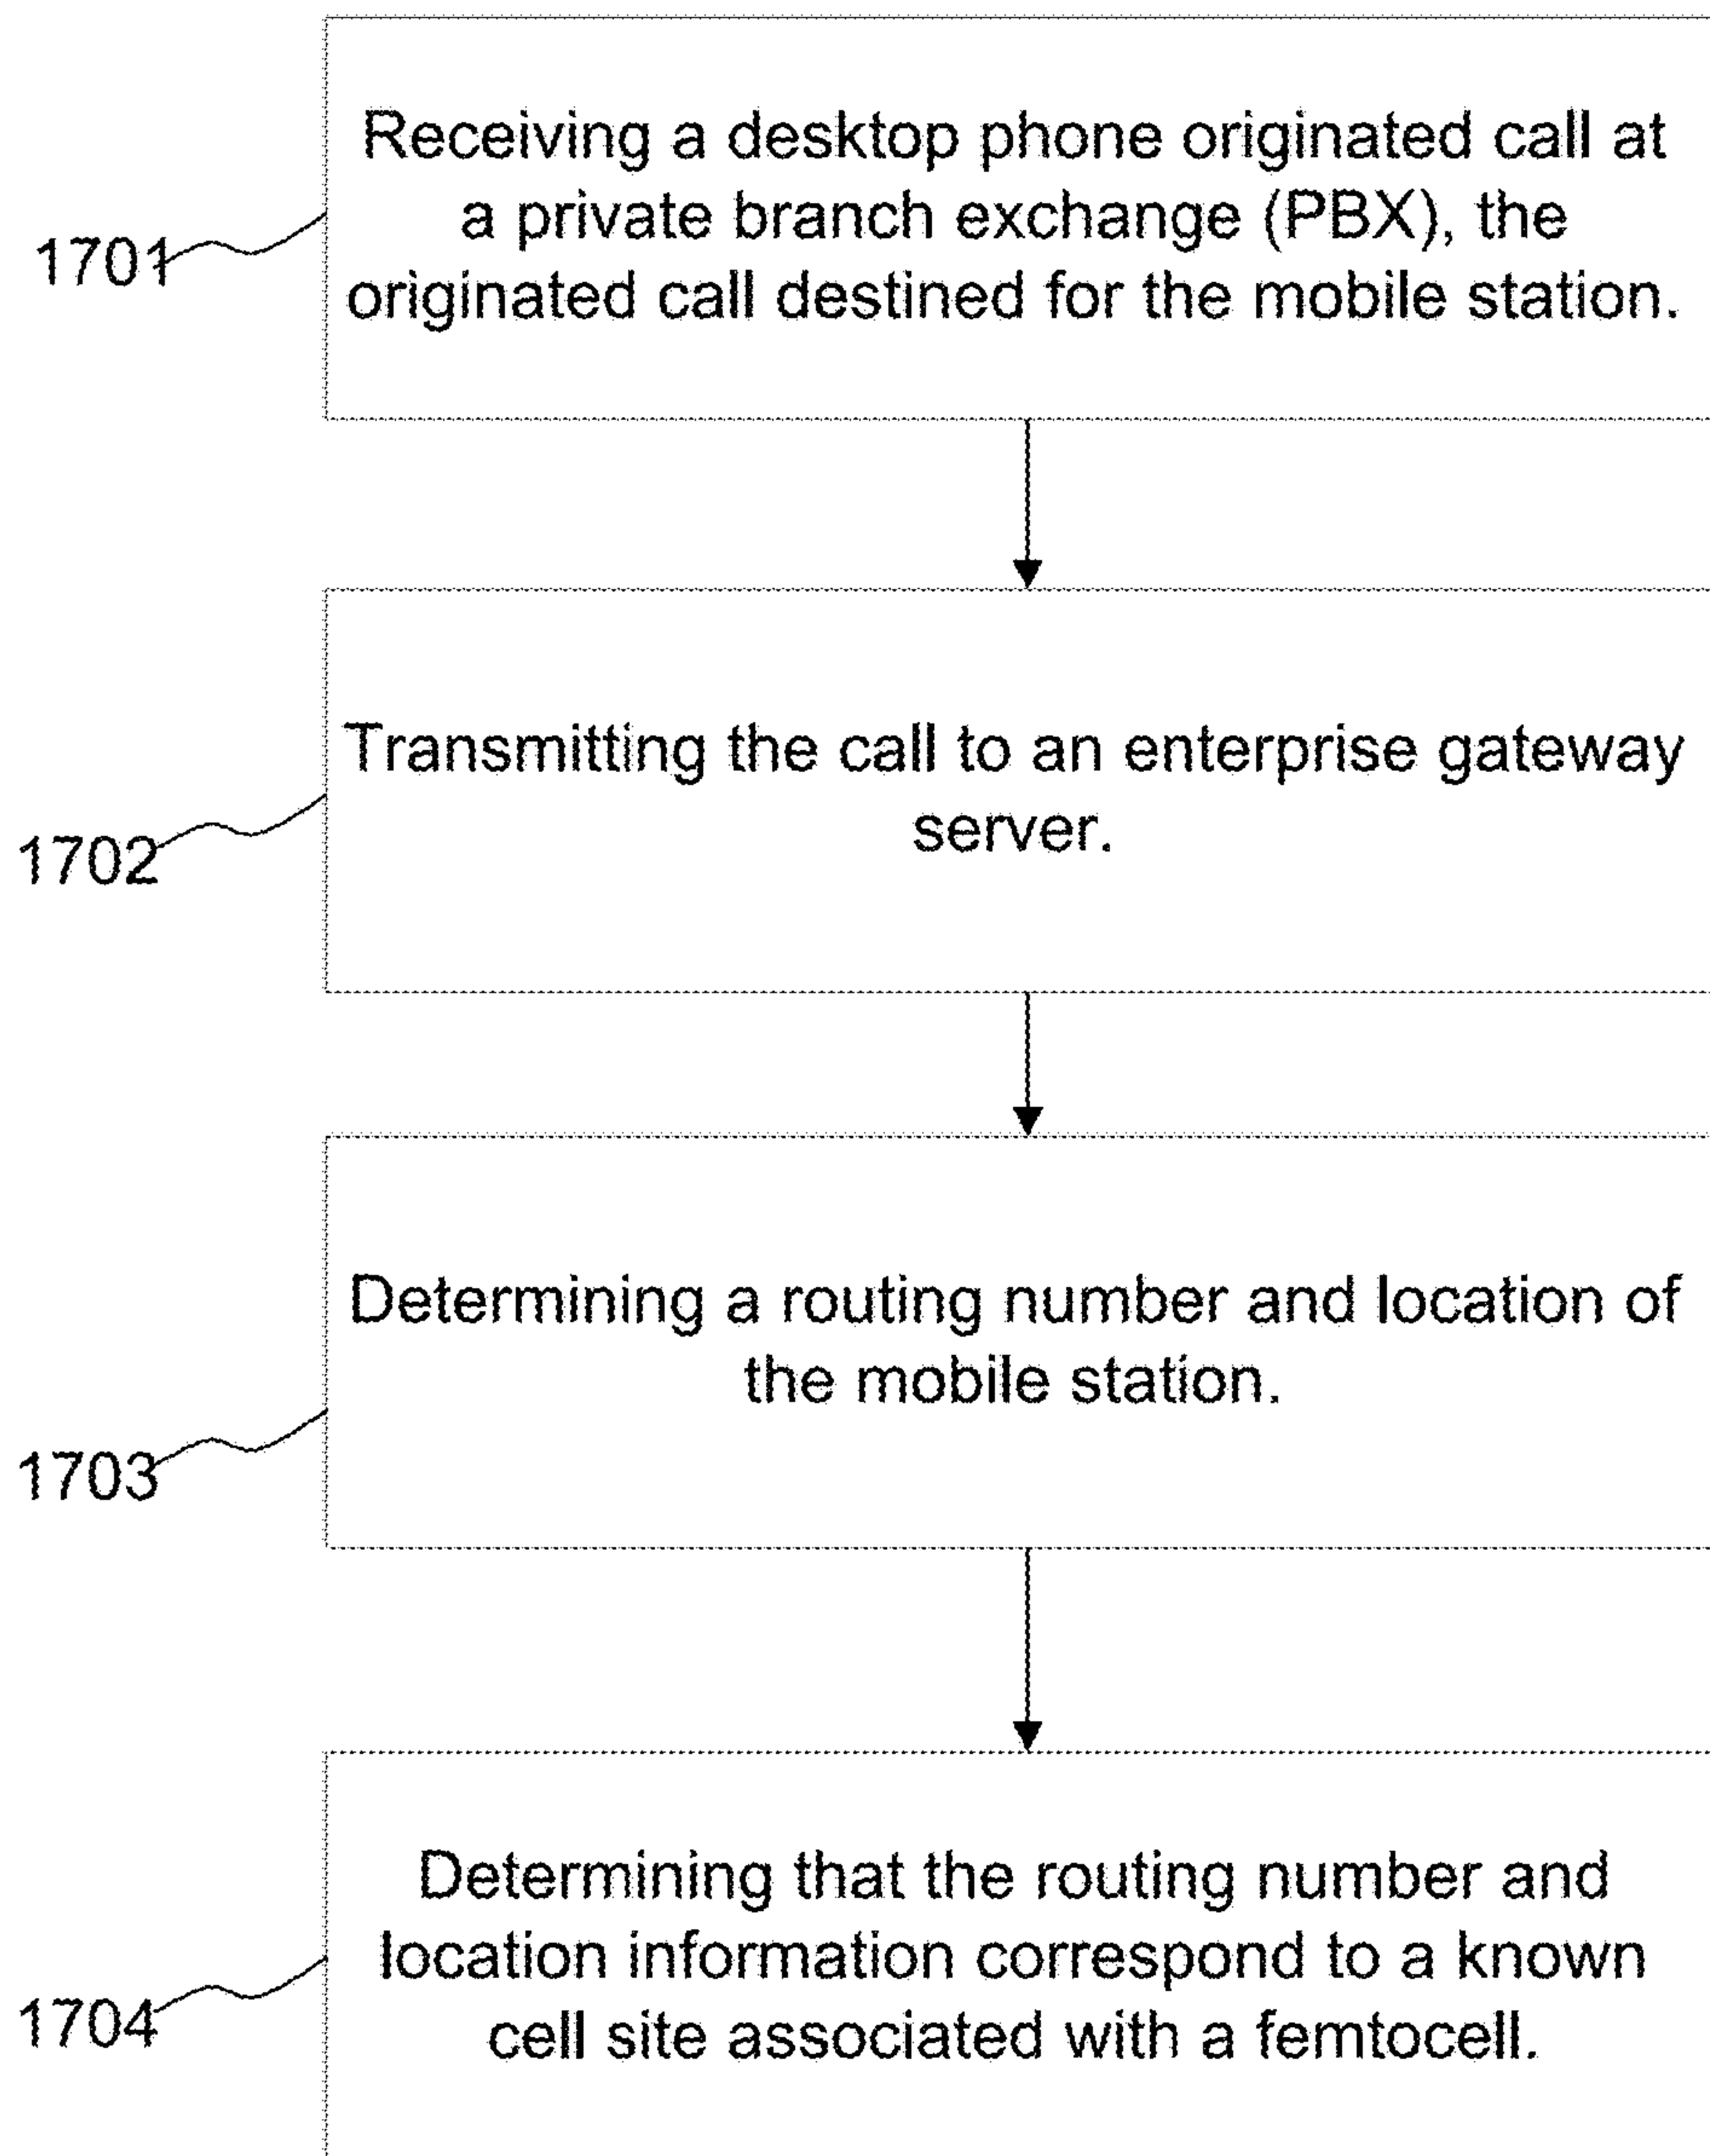 Receiving a desktop phone originated call at
a private branch exchange (PBX), the
originated call destined for the mobile station.
1701
Transmitting the call to an enterprise gateway
server.
1702
Determining a routing number and location of
the mobile station.
1703
Determining that the routing number and
location information correspond to a known
cell site associated with a femtocell.
1704